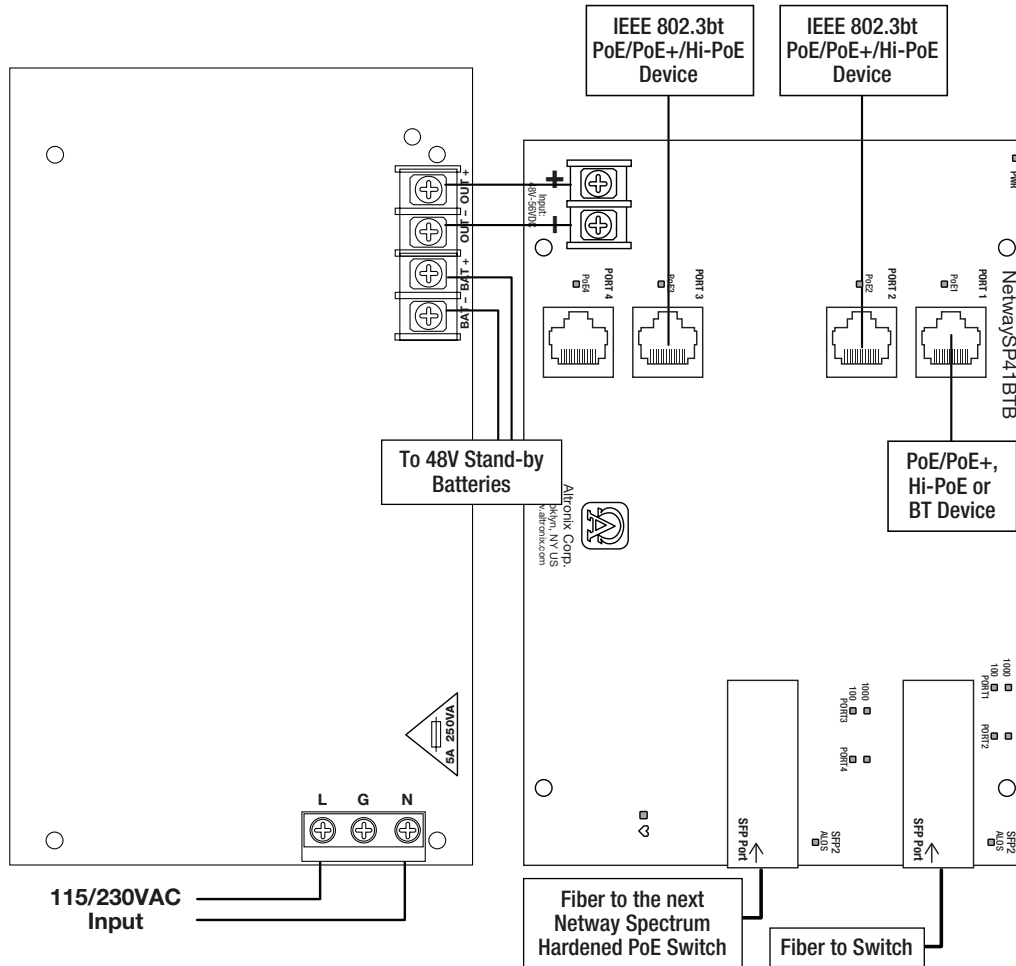 IEEE 802.3bt
PoE/PoE+/Hi-PoE
Device
IEEE 802.3bt
PoE/PoE+/Hi-PoE
Device
OUT +
OUT –
BAT +
BAT –
+
–
Input:
48V-56VDC
PWR
NetwaySP41BTB
PORT 4
PoE4
PORT 3
PoE3
PORT 2
PoE2
PORT 1
PoE1
To 48V Stand-by
Batteries
PoE/PoE+,
Hi-PoE or
BT Device
Altronix Corp.
NY US
5A 250VA
L G N
115/230VAC
Input
1000
100
PORT3
PORT4
1000
100
PORT1
PORT2
SFP Port
SFP2
ALOS
SFP Port
SFP2
ALOS
Fiber to the next
Netway Spectrum
Hardened PoE Switch
Fiber to Switch